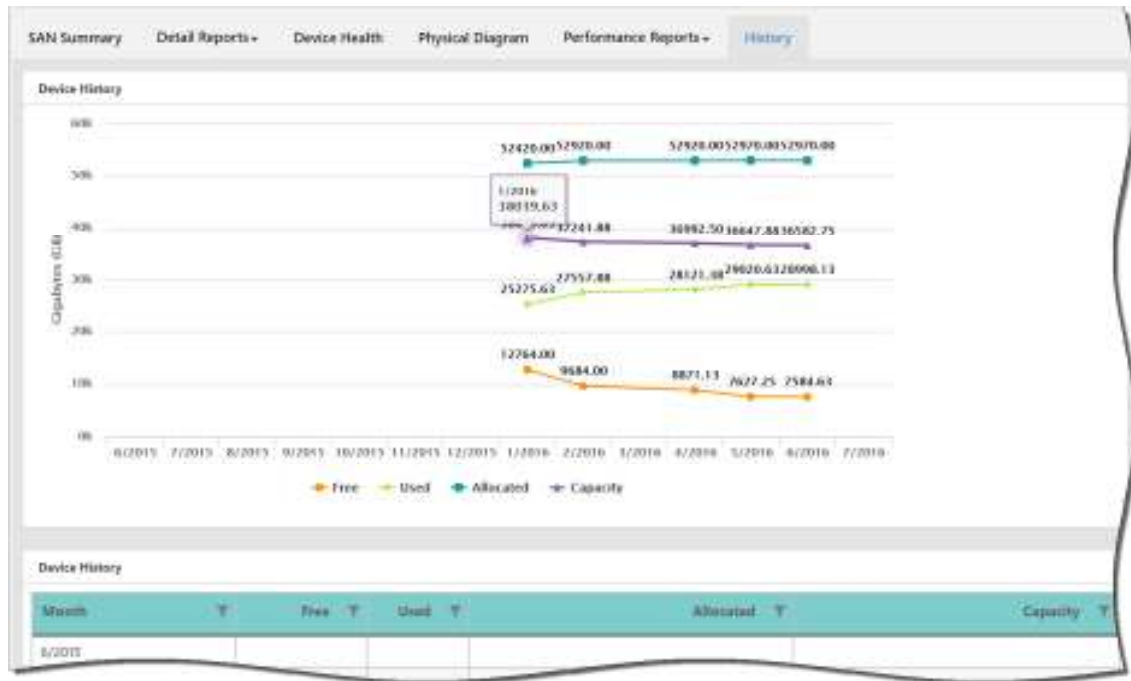 SAN Summary Detail Reports Device Health Physical Diagram Performance Reports History
Device History
60k
52420.00 52920.00 52920.00 52970.00 52970.00
50k
1/2016
38039.63
40k
37241.88 36992.50 36647.88 36582.75
Gigabytes (GB)
30k
25275.63 27557.88 28121.38 29020.63 28998.13
20k
12764.00 9684.00 8871.13 7627.25 7584.63
10k
00k
6/2015 7/2015 8/2015 9/2015 10/2015 11/2015 12/2015 1/2016 2/2016 3/2016 4/2016 5/2016 6/2016 7/2016
Free Used Allocated Capacity
Device History
Month Free Used Allocated Capacity
6/2015